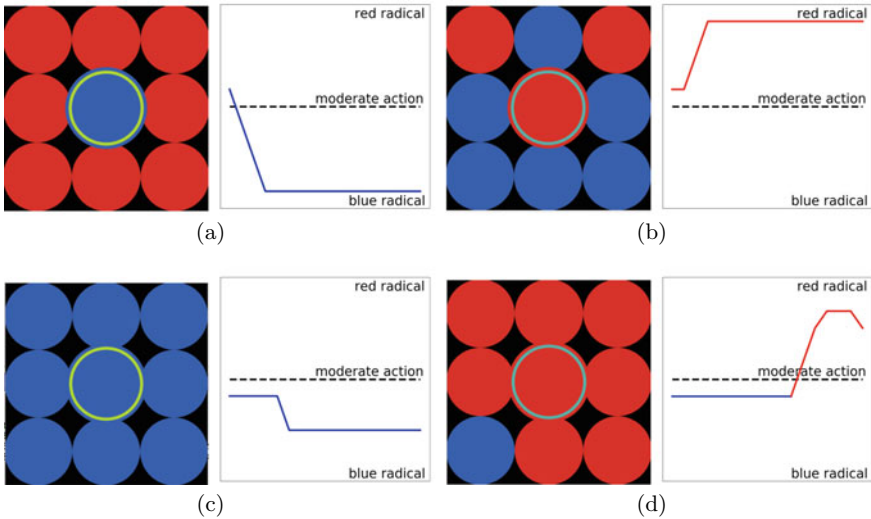 red radical
moderate action
blue radical
(a)
red radical
moderate action
blue radical
(b)
red radical
moderate action
blue radical
(c)
red radical
moderate action
blue radical
(d)